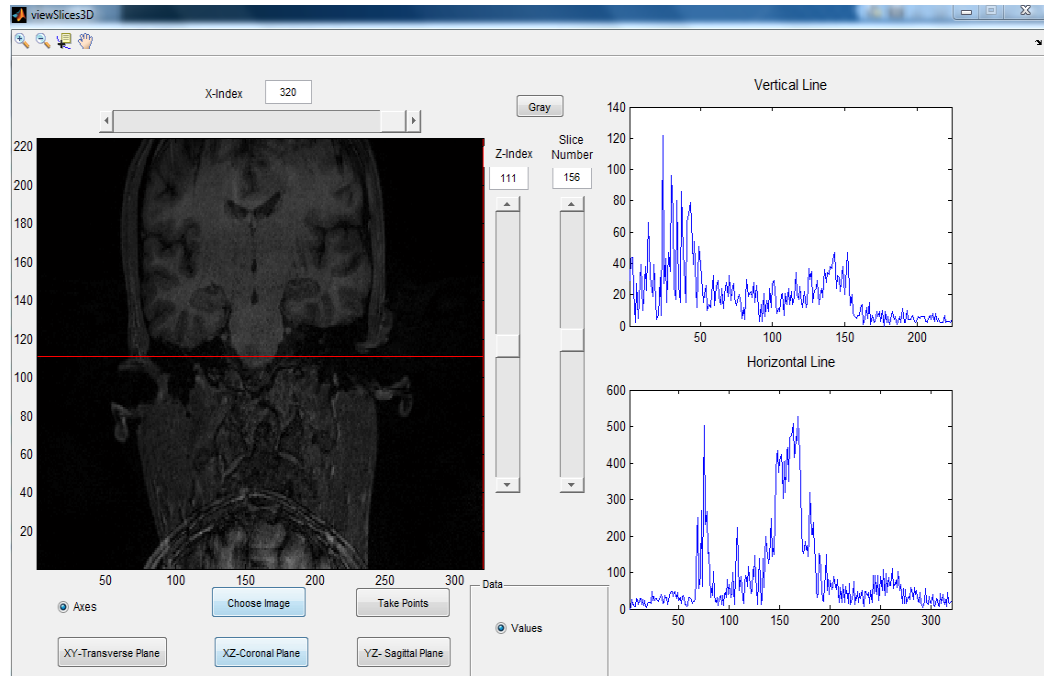 viewSlices3D
X-Index 320
Gray
Z-Index
111
Slice
Number
156
220
200
180
160
140
120
100
80
60
40
20
50 100 150 200 250 300
Vertical Line
140
120
100
80
60
40
20
0
50 100 150 200
Horizontal Line
600
500
400
300
200
100
0
50 100 150 200 250 300
Axes
Choose Image
Take Points
XY-Transverse Plane
XZ-Coronal Plane
YZ- Sagittal Plane
Data
Values